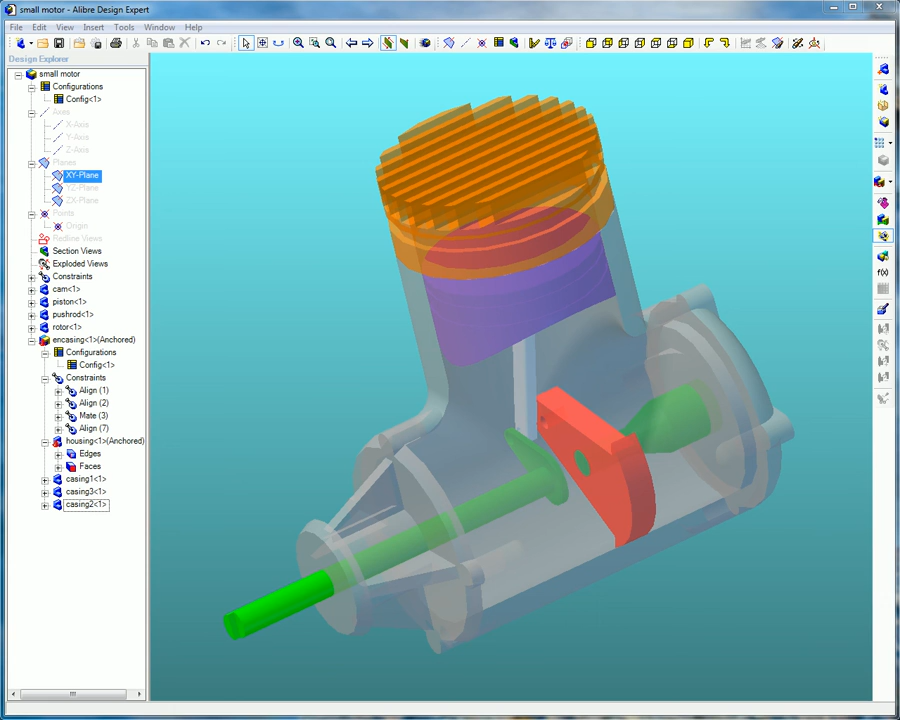 small motor - Alibre Design Expert
File Edit View Insert Tools Window Help
Design Explorer
small motor
Configurations
Config<1>
Axes
X-Axis
Y-Axis
Z-Axis
Planes
XY-Plane
YZ-Plane
ZX-Plane
Points
Origin
Redline Views
Section Views
Exploded Views
Constraints
cam<1>
piston<1>
pushrod<1>
rotor<1>
encasing<1>(Anchored)
Configurations
Config<1>
Constraints
Align (1)
Align (2)
Mate (3)
Align (7)
housing<1>(Anchored)
Edges
Faces
casing1<1>
casing3<1>
casing2<1>
f(x)